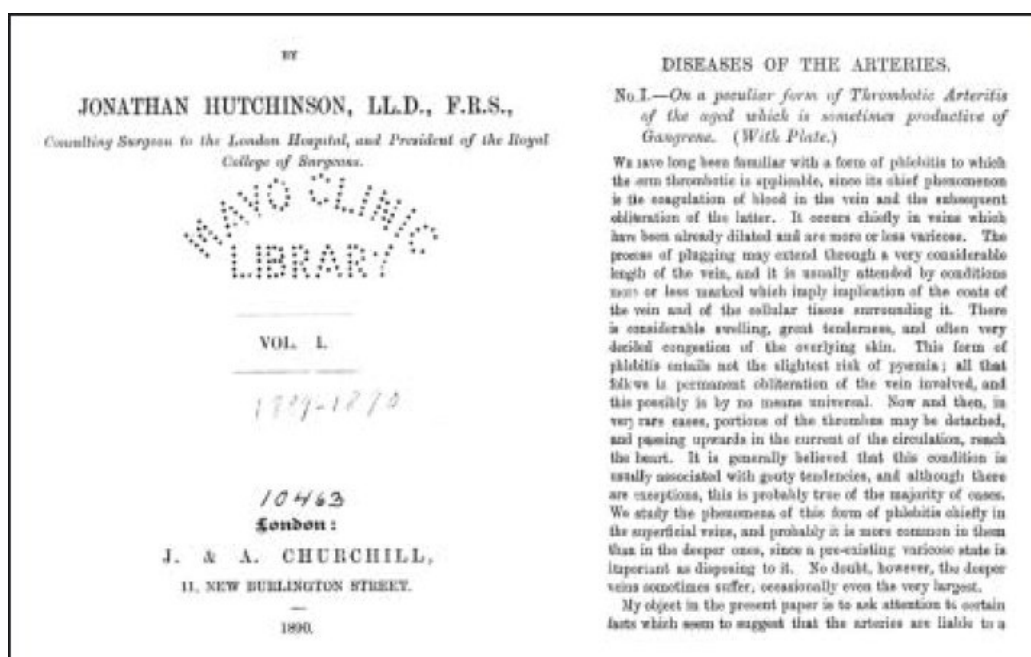 BY
JONATHAN HUTCHINSON, LL.D., F.R.S.,
Consulting Surgeon to the London Hospital, and President of the Royal
College of Surgeons.
MAYO CLINIC
LIBRARY
VOL. I.
1889-1890
10463
London:
J. & A. CHURCHILL,
11, NEW BURLINGTON STREET.
1890.
DISEASES OF THE ARTERIES.
No. I.—On a peculiar form of Thrombotic Arteritis
of the aged which is sometimes productive of
Gangrene. (With Plate.)
We have long been familiar with a form of phlebitis to which
the term thrombotic is applicable, since its chief phenomenon
is the coagulation of blood in the vein and the subsequent
obliteration of the latter. It occurs chiefly in veins which
have been already dilated and are more or less varicose. The
process of plugging may extend through a very considerable
length of the vein, and it is usually attended by conditions
more or less marked which imply implication of the coats of
the vein and of the cellular tissue surrounding it. There
is considerable swelling, great tenderness, and often very
decided congestion of the overlying skin. This form of
phlebitis entails not the slightest risk of pyæmia; all that
follows is permanent obliteration of the vein involved, and
this possibly is by no means universal. Now and then, in
very rare cases, portions of the thrombus may be detached,
and passing upwards in the current of the circulation, reach
the heart. It is generally believed that this condition is
usually associated with gouty tendencies, and although there
are exceptions, this is probably true of the majority of cases.
We study the phenomena of this form of phlebitis chiefly in
the superficial veins, and probably it is more common in them
than in the deeper ones, since a pre-existing varicose state is
important as disposing to it. No doubt, however, the deeper
veins sometimes suffer, occasionally even the very largest.
My object in the present paper is to ask attention to certain
facts which seem to suggest that the arteries are liable to a